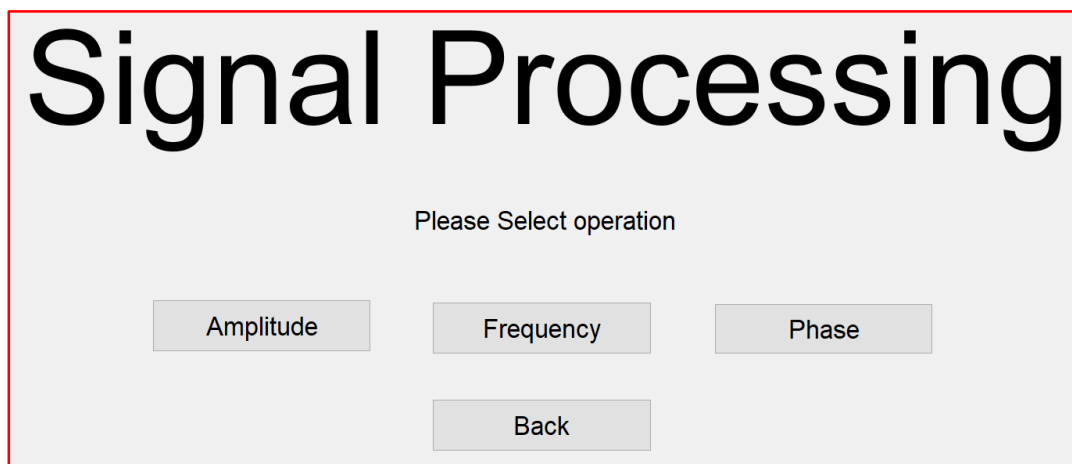 Signal Processing
Please Select operation
Amplitude Frequency Phase
Back